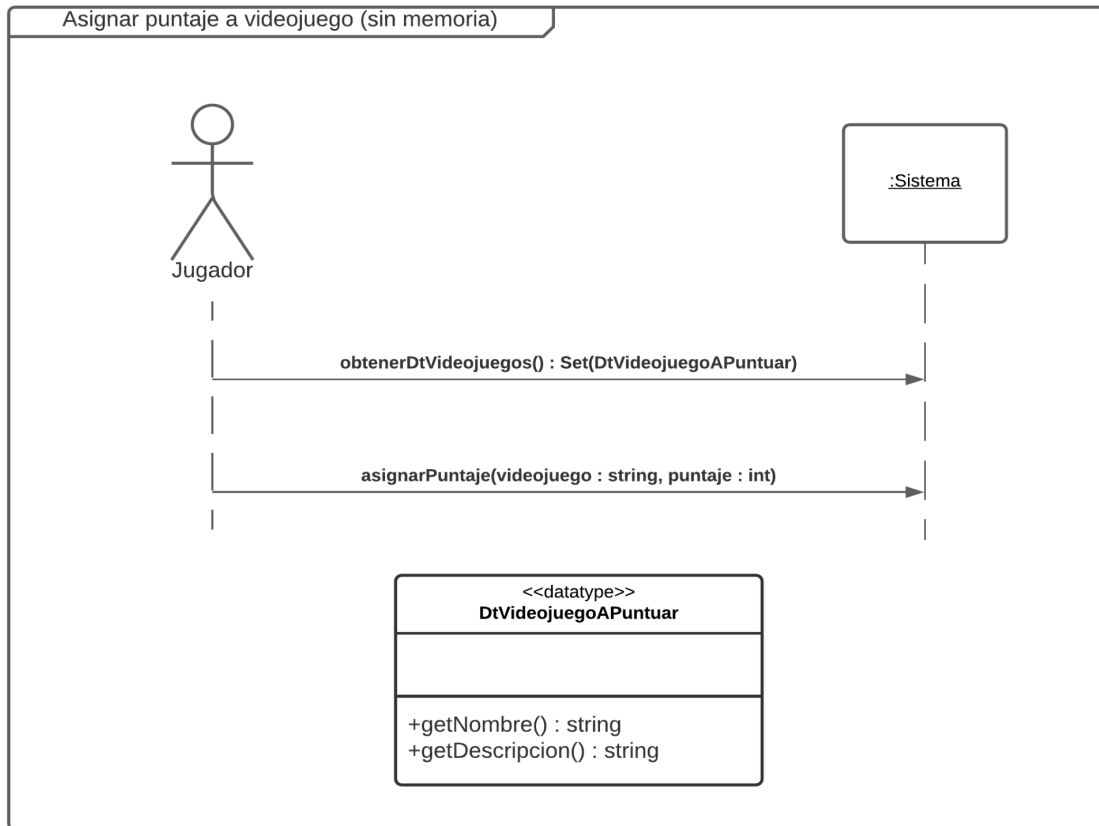 Asignar puntaje a videojuego (sin memoria)
:Sistema
Jugador
obtenerDtVideojuegos() : Set(DtVideojuegoAPuntuar)
asignarPuntaje(videojuego : string, puntaje : int)
<<datatype>>
DtVideojuegoAPuntuar
+getNombre() : string
+getDescripcion() : string